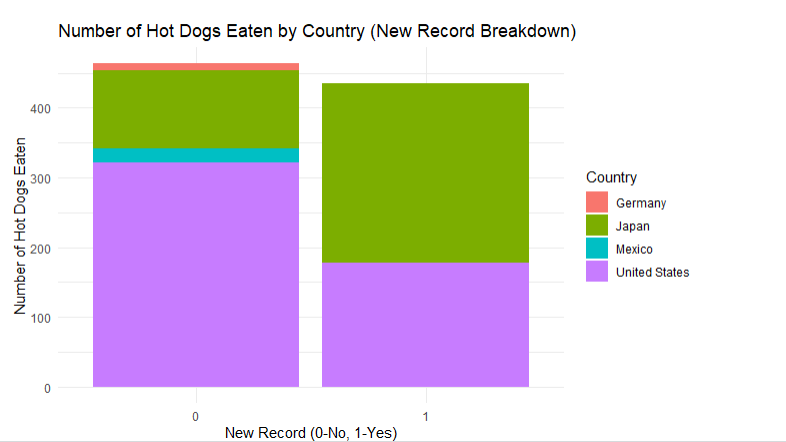 Number of Hot Dogs Eaten by Country (New Record Breakdown)
Number of Hot Dogs Eaten
400
300
200
100
0
0
1
New Record (0-No, 1-Yes)
Country
Germany
Japan
Mexico
United States